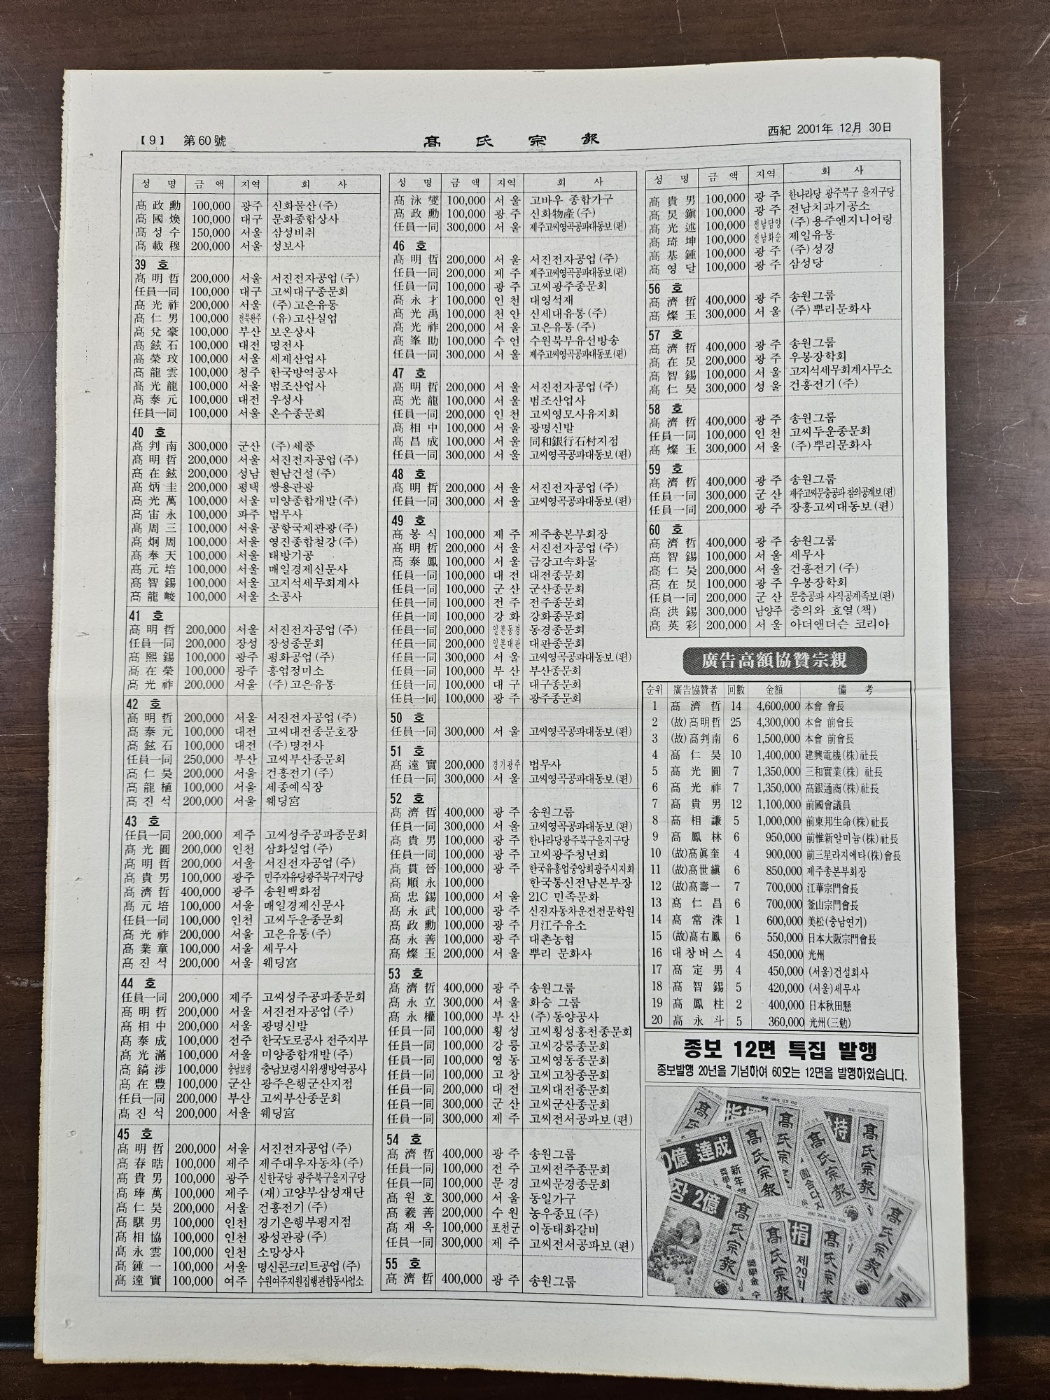 【9】 第60號
高氏宗報
西紀 2001年 12月 30日
성 명 금 액 지역 회 사
高政勳 100,000 광주 신화물산(주)
高國煥 100,000 대구 문화종합상사
高성수 150,000 서울 삼성비취
高載穆 200,000 서울 성보사
39 호
高明哲 200,000 서울 서진전자공업(주)
任員一同 100,000 대구 고씨대구종문회
高光祚 200,000 서울 (주)고은유통
高仁男 100,000 (유)고산실업
高兌豪 100,000 부산 보온상사
高鉉石 100,000 대전 명전사
高榮玟 100,000 서울 세제산업사
高龍雲 100,000 청주 한국방역공사
高光龍 100,000 서울 범조산업사
高泰元 100,000 대전 우성사
任員一同 100,000 서울 온수종문회
40 호
高判南 300,000 군산 (주)세풍
高明哲 200,000 서울 서진전자공업(주)
高在鉉 200,000 성남 현남건설(주)
高炳圭 200,000 평택 쌍용관광
高光萬 100,000 서울 미양종합개발(주)
高宙永 100,000 파주 법무사
高周三 100,000 서울 공항국제관광(주)
高炯周 100,000 서울 영진종합철강(주)
高奉天 100,000 서울 태방기공
高元培 100,000 서울 매일경제신문사
高智錫 100,000 서울 고지석세무회계사
高龍峻 100,000 서울 소공사
41 호
高明哲 200,000 서울 서진전자공업(주)
任員一同 200,000 장성 장성종문회
高熙錫 100,000 광주 평화공업(주)
高在榮 100,000 광주 흥업정미소
高光祚 200,000 서울 (주)고은유통
42 호
高明哲 200,000 서울 서진전자공업(주)
高泰元 100,000 대전 고씨대전종문회장
高鉉石 100,000 대전 (주)명전사
任員一同 250,000 부산 고씨부산종문회
高仁昊 200,000 서울 건흥전기(주)
高龍植 100,000 서울 세종예식장
高진석 200,000 서울 웨딩宮
43 호
任員一同 200,000 제주 고씨성주공파종문회
高光圓 200,000 인천 삼화실업(주)
高明哲 200,000 서울 서진전자공업(주)
高貴男 100,000 광주 민주자유당광주북구지구당
高濟哲 400,000 광주 송원백화점
高元培 100,000 서울 매일경제신문사
任員一同 100,000 인천 고씨두운종문회
高光祚 200,000 서울 고은유통(주)
高業童 100,000 서울 세무사
高진석 200,000 서울 웨딩宮
44 호
任員一同 200,000 제주 고씨성주공파종문회
高明哲 200,000 서울 서진전자공업(주)
高相中 200,000 서울 광명신발
高泰成 100,000 전주 한국도로공사 전주지부
高光滿 100,000 서울 미양종합개발(주)
高鎬涉 100,000 충남보령 충남보령시위생방역공사
高在豊 100,000 군산 광주은행군산지점
任員一同 200,000 부산 고씨부산종문회
高진석 200,000 서울 웨딩宮
45 호
高明哲 200,000 서울 서진전자공업(주)
高春晧 100,000 제주 제주대우자동차(주)
高貴男 100,000 광주 신한국당 광주북구을지구당
高琫萬 100,000 제주 (재)고양부삼성재단
高仁昊 200,000 서울 건흥전기(주)
高騏男 100,000 인천 경기은행부평지점
高相協 100,000 인천 광성관광(주)
高永雲 100,000 인천 소망상사
高鍾一 100,000 서울 명신콘크리트공업(주)
高達實 100,000 여주 수원여주지원집행관합동사업소
성 명 금 액 지역 회 사
高泳瑩 100,000 서울 고바우 종합가구
高政勳 100,000 광주 신화物産(주)
任員一同 300,000 서울 제주고씨영곡공파대동보(편)
46 호
高明哲 200,000 서울 서진전자공업(주)
任員一同 200,000 제주 제주고씨영곡공파대동보(편)
任員一同 100,000 광주 고씨광주종문회
高永才 100,000 인천 대영석재
高光禹 100,000 천안 신세대유통(주)
高光祚 200,000 서울 고은유통(주)
高峯助 100,000 수언 수원북부유선방송
任員一同 300,000 서울 제주고씨영곡공파대동포(편)
47 호
高明哲 200,000 서울 서진전자공업(주)
高光龍 100,000 서울 범조산업사
任員一同 200,000 인천 고씨영모사유지회
高相中 100,000 서울 광명신발
高昌成 100,000 서울 同和銀行石村지점
任員一同 300,000 서울 고씨영곡공파대동보(편)
48 호
高明哲 200,000 서울 서진전자공업(주)
任員一同 300,000 서울 고씨영곡공파대동보(편)
49 호
高봉식 100,000 제주 제주총본부회장
高明哲 200,000 서울 서진전자공업(주)
高泰鳳 100,000 서울 금강고속화물
任員一同 100,000 대전 대전종문회
任員一同 100,000 군산 군산종문회
任員一同 100,000 전주 전주종문회
任員一同 100,000 강화 강화종문회
任員一同 200,000 일본동경 동경종문회
任員一同 200,000 일본대판 대판종문회
任員一同 300,000 서울 고씨영곡공파대동보(편)
任員一同 100,000 부산 부산종문회
任員一同 100,000 대구 대구종문회
任員一同 100,000 광주 광주종문회
50 호
任員一同 300,000 서울 고씨영곡공파대동보(편)
51 호
高達實 200,000 경기광주 법무사
任員一同 300,000 서울 고씨영곡공파대동보(편)
52 호
高濟哲 400,000 광주 송원그룹
任員一同 300,000 서울 고씨영곡공파대동보(편)
高貴男 100,000 광주 한나라당광주북구을지구당
任員一同 100,000 광주 고씨광주청년회
高貫晉 100,000 광주 한국유흥업중앙회광주시지회
高順永 100,000 한국통신전남본부장
高忠錫 100,000 서울 21C 민족문화
高永武 200,000 광주 신진자동차운전전문학원
高政勳 100,000 광주 月江주유소
高永善 100,000 광주 대촌농협
高燦玉 200,000 서울 뿌리 문화사
53 호
高濟哲 400,000 광주 송원그룹
高永立 300,000 서울 화승 그룹
高永權 100,000 부산 (주)동양공사
任員一同 100,000 횡성 고씨횡성홍천종문회
任員一同 100,000 강릉 고씨강릉종문회
任員一同 100,000 영동 고씨영동종문회
任員一同 100,000 고창 고씨고창종문회
任員一同 200,000 대전 고씨대전종문회
任員一同 300,000 군산 고씨군산종문회
任員一同 300,000 제주 고씨전서공파보(편)
54 호
高濟哲 400,000 광주 송원그룹
任員一同 100,000 전주 고씨전주종문회
任員一同 100,000 문경 고씨문경종문회
高원호 300,000 서울 동일가구
高羲善 200,000 수원 농우종묘(주)
高재옥 100,000 포천군 이동태화갈비
任員一同 300,000 제주 고씨전서공파보(편)
55 호
高濟哲 400,000 광주 송원그룹
성 명 금 액 지역 회 사
高貴男 100,000 광주 한나라당 광주북구 을지구당
高炅鎭 100,000 광주 전남치과기공소
高光述 100,000 전남담양 (주)용주엔지니어링
高琦坤 100,000 전남화순 제일유통
高基鍾 100,000 광주 (주)성경
高영달 100,000 광주 삼성당
56 호
高濟哲 400,000 광주 송원그룹
高燦玉 300,000 서울 (주)뿌리문화사
57 호
高濟哲 400,000 광주 송원그룹
高在炅 200,000 광주 우봉장학회
高智錫 100,000 서울 고지석세무회계사무소
高仁昊 300,000 성울 건흥전기(주)
58 호
高濟哲 400,000 광주 송원그룹
任員一同 100,000 인천 고씨두운종문회
高燦玉 300,000 서울 (주)뿌리문화사
59 호
高濟哲 400,000 광주 송원그룹
任員一同 300,000 군산 제주고씨문충공파 참의공계보(편)
任員一同 200,000 광주 장흥고씨대동보(편)
60 호
高濟哲 400,000 광주 송원그룹
高智錫 100,000 서울 세무사
高仁昊 200,000 서울 건흥전기(주)
高在炅 100,000 광주 우봉장학회
任員一同 200,000 군산 문충공파 사직공계족보(편)
高洪錫 300,000 남양주 충의와 효열(책)
高英彩 200,000 서울 아더앤더슨 코리아
廣告高額協贊宗親
순위 廣告協贊者 回數 金額 備 考
1 高濟哲 14 4,600,000 本會 會長
2 (故)高明哲 25 4,300,000 本會 前會長
3 (故)高判南 6 1,500,000 本會 前會長
4 高仁昊 10 1,400,000 建興電機(株)社長
5 高光圓 7 1,350,000 三和實業(株) 社長
6 高光祚 7 1,350,000 高銀通商(株)社長
7 高貴男 12 1,100,000 前國會議員
8 高相謙 5 1,000,000 前東邦生命(株)社長
9 高鳳林 6 950,000 前惟新알미늄(株)社長
10 (故)高眞奎 4 900,000 前三星라지에타(株)會長
11 (故)高世纘 6 850,000 제주총본부회장
12 (故)高壽一 7 700,000 江華宗門會長
13 高仁昌 6 700,000 釜山宗門會長
14 高常洙 1 600,000 美松(충남연기)
15 (故)高右鳳 6 550,000 日本大阪宗門會長
16 대창버스 4 450,000 光州
17 高定男 4 450,000 (서울)건설회사
18 高智錫 5 420,000 (서울)세무사
19 高鳳柱 2 400,000 日本秋田懸
20 高永斗 5 360,000 光州(三勉)
종보 12면 특집 발행
종보발행 20년을 기념하여 60호는 12면을 발행하였습니다.
高
高氏宗報
持
高氏宗報
0億 達成
高氏宗報
장 2億
高氏宗報
捐
제29회
高氏宗報
高氏宗報